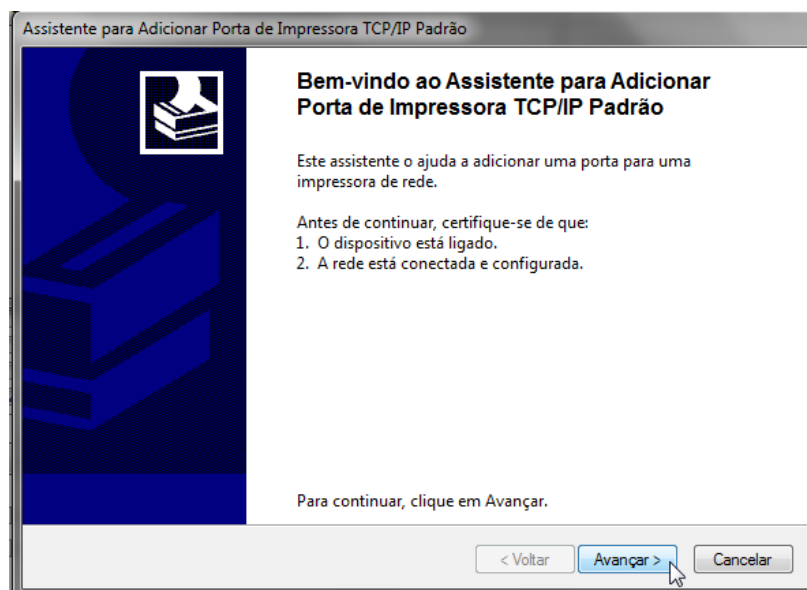 Assistente para Adicionar Porta de Impressora TCP/IP Padrão
Bem-vindo ao Assistente para Adicionar
Porta de Impressora TCP/IP Padrão
Este assistente o ajuda a adicionar uma porta para uma
impressora de rede.
Antes de continuar, certifique-se de que:
1. O dispositivo está ligado.
2. A rede está conectada e configurada.
Para continuar, clique em Avançar.
< Voltar
Avançar >
Cancelar